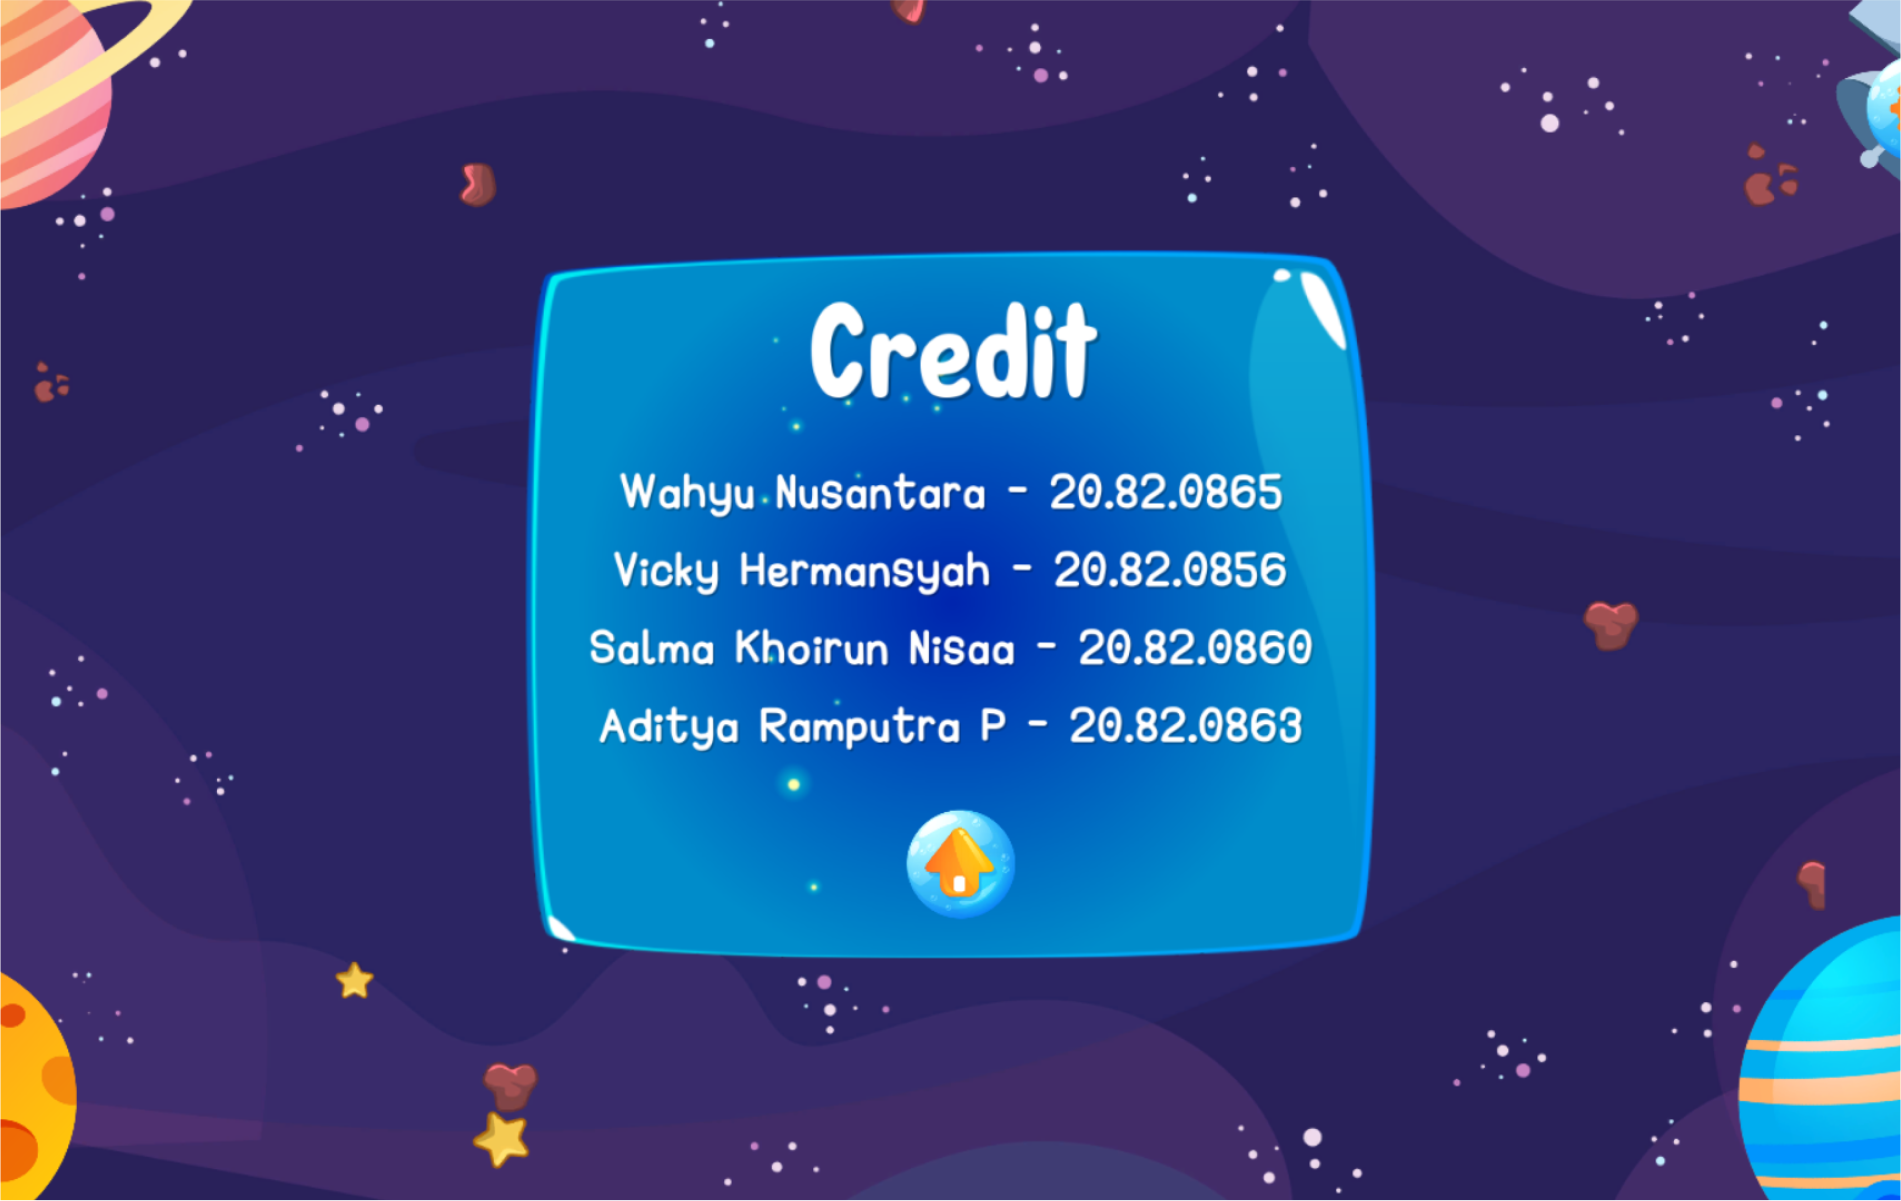 Credit
Wahyu Nusantara - 20.82.0865
Vicky Hermansyah - 20.82.0856
Salma Khoirun Nisaa - 20.82.0860
Aditya Ramputra P - 20.82.0863